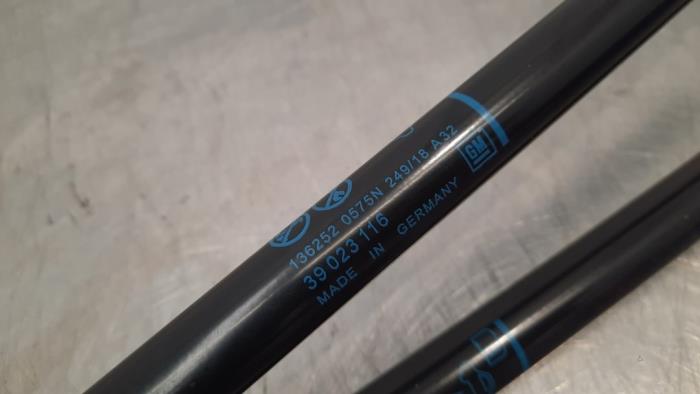 136252 0575N 249/18 A32
39 023 116
MADE IN GERMANY
GM